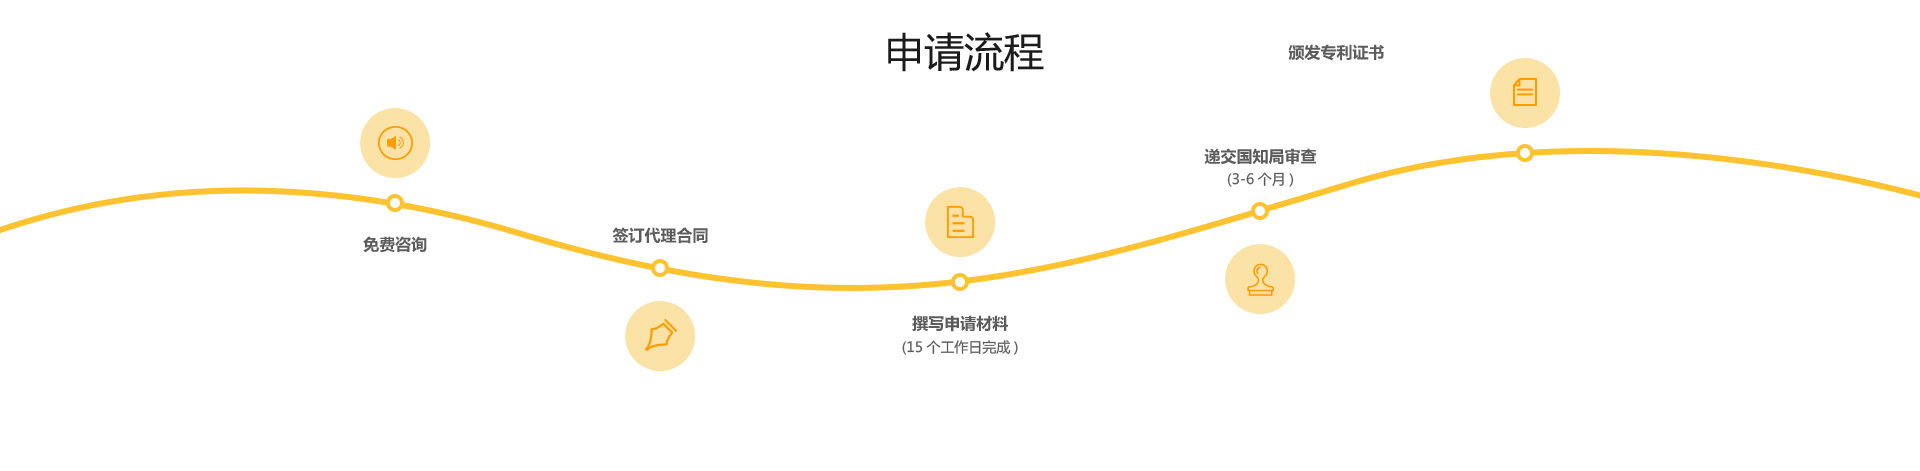 申请流程
免费咨询
签订代理合同
撰写申请材料
(15 个工作日完成 )
递交国知局审查
(3-6 个月 )
颁发专利证书